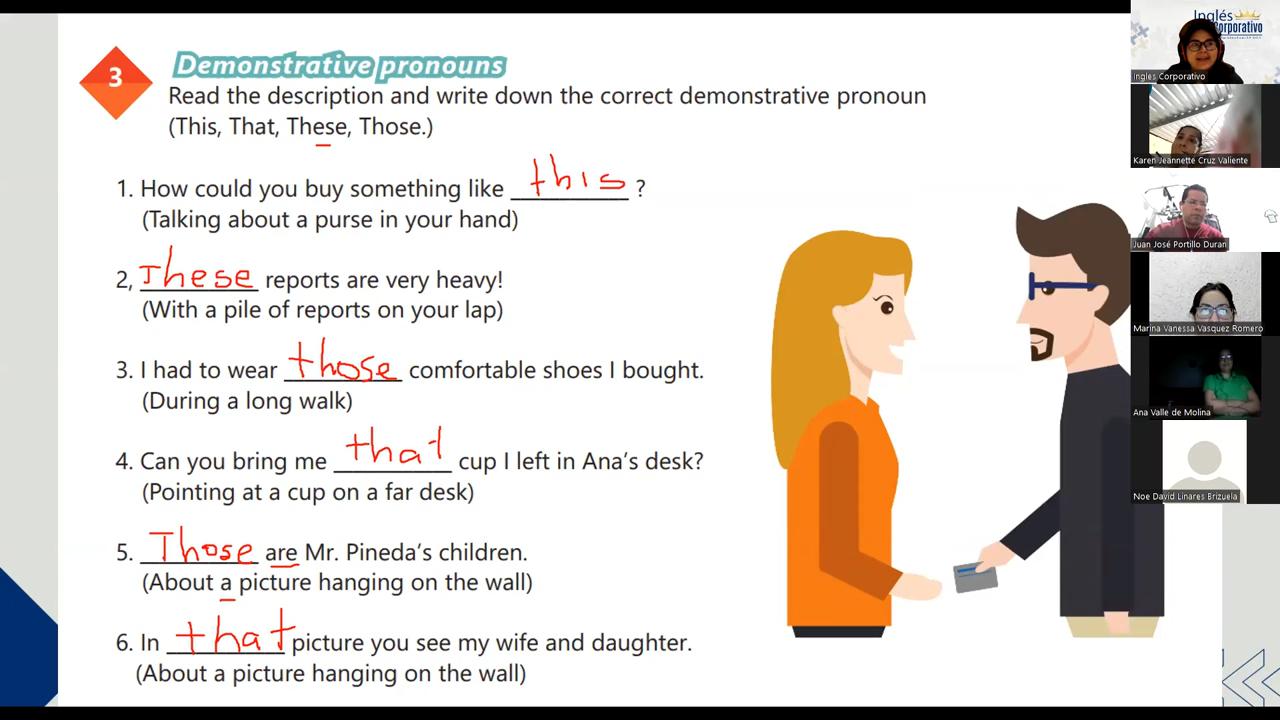 3
Demonstrative pronouns
Read the description and write down the correct demonstrative pronoun
(This, That, These, Those.)
1. How could you buy something like this ?
(Talking about a purse in your hand)
2, These reports are very heavy!
(With a pile of reports on your lap)
3. I had to wear those comfortable shoes I bought.
(During a long walk)
4. Can you bring me that cup I left in Ana's desk?
(Pointing at a cup on a far desk)
5. Those are Mr. Pineda's children.
(About a picture hanging on the wall)
6. In that picture you see my wife and daughter.
(About a picture hanging on the wall)
Inglés
Corporativo
Ingles Corporativo
Karen Jeannette Cruz Valiente
Juan José Portillo Duran
Marina Vanessa Vasquez Romero
Ana Valle de Molina
Noe David Linares Brizuela